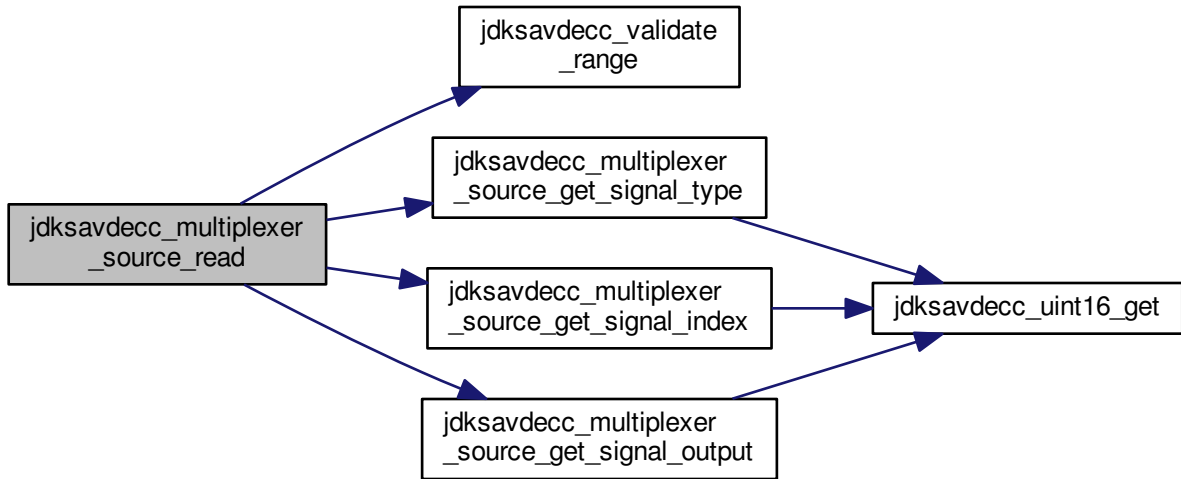 jdksavdecc_validate
_range
jdksavdecc_multiplexer
_source_get_signal_type
jdksavdecc_multiplexer
_source_read
jdksavdecc_multiplexer
_source_get_signal_index
jdksavdecc_uint16_get
jdksavdecc_multiplexer
_source_get_signal_output